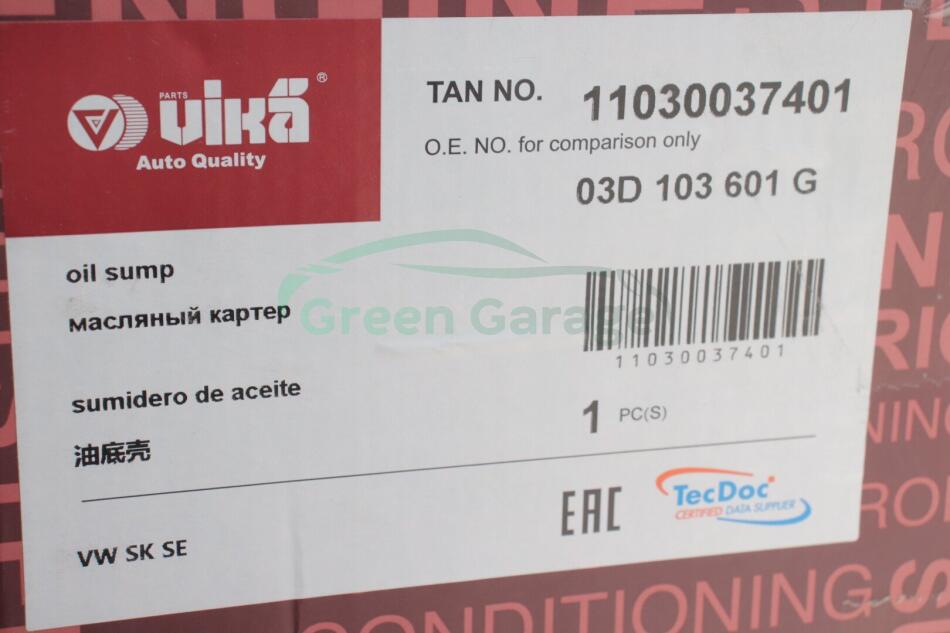 PARTS
vika®
Auto Quality
TAN NO. 11030037401
O.E. NO. for comparison only
03D 103 601 G
oil sump
масляный картер
sumidero de aceite
油底壳
11030037401
1 PC(S)
VW SK SE
EAC
TecDoc
CERTIFIED DATA SUPPLIER
Green Garage
CONDITIONING